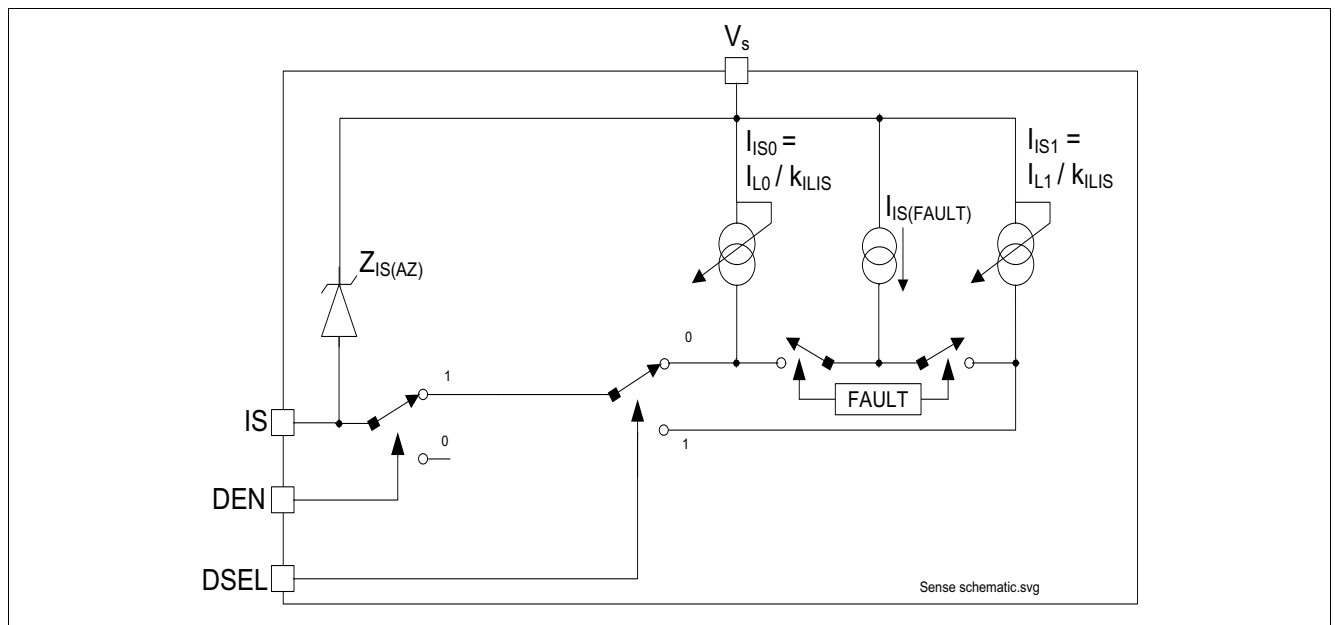 Vs
IIS0 =
IL0 / kILIS
IIS1 =
IL1 / kILIS
IIS(FAULT)
ZIS(AZ)
0
1
FAULT
IS
0
1
DEN
DSEL
Sense schematic.svg